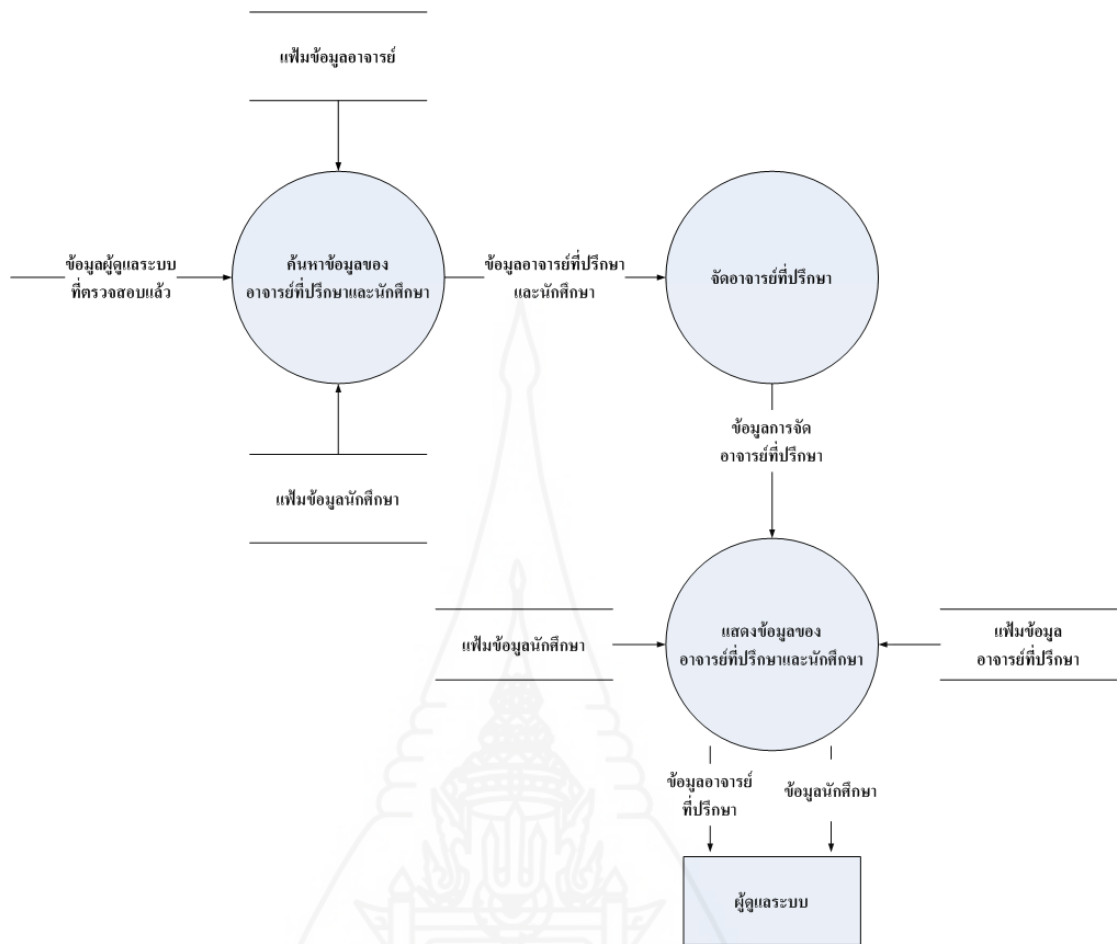 แฟ้มข้อมูลอาจารย์
ข้อมูลผู้ดูแลระบบ
ที่ตรวจสอบแล้ว
ค้นหาข้อมูลของ
อาจารย์ที่ปรึกษาและนักศึกษา
ข้อมูลอาจารย์ที่ปรึกษา
และนักศึกษา
จัดอาจารย์ที่ปรึกษา
ข้อมูลการจัด
อาจารย์ที่ปรึกษา
แฟ้มข้อมูลนักศึกษา
แฟ้มข้อมูลนักศึกษา
แสดงข้อมูลของ
อาจารย์ที่ปรึกษาและนักศึกษา
แฟ้มข้อมูล
อาจารย์ที่ปรึกษา
ข้อมูลอาจารย์
ที่ปรึกษา
ข้อมูลนักศึกษา
ผู้ดูแลระบบ